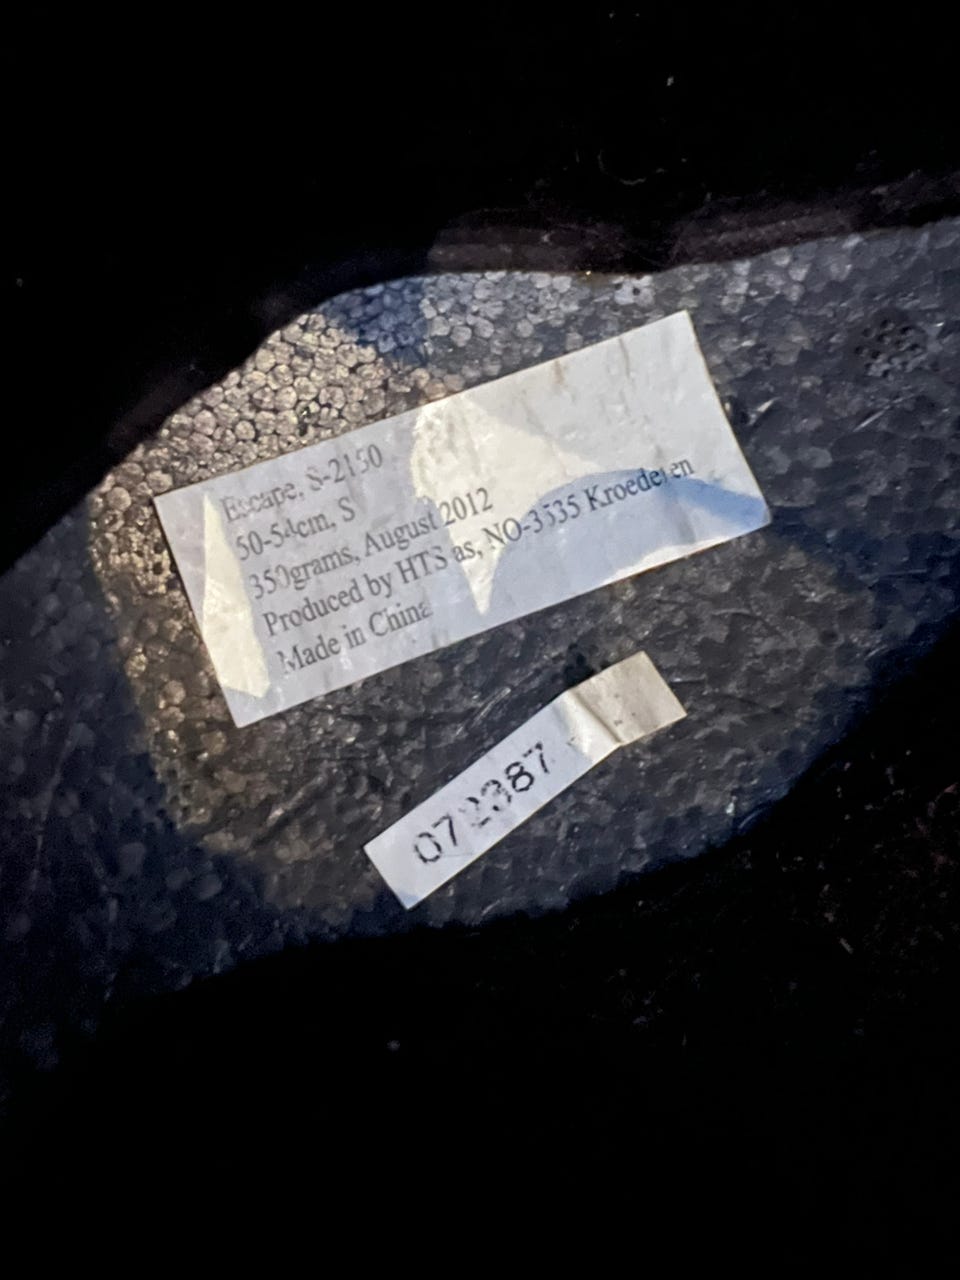 Escape, S-2150
50-54cm, S
350grams, August 2012
Produced by HTS as, NO-3535 Kroederen
Made in China
072387